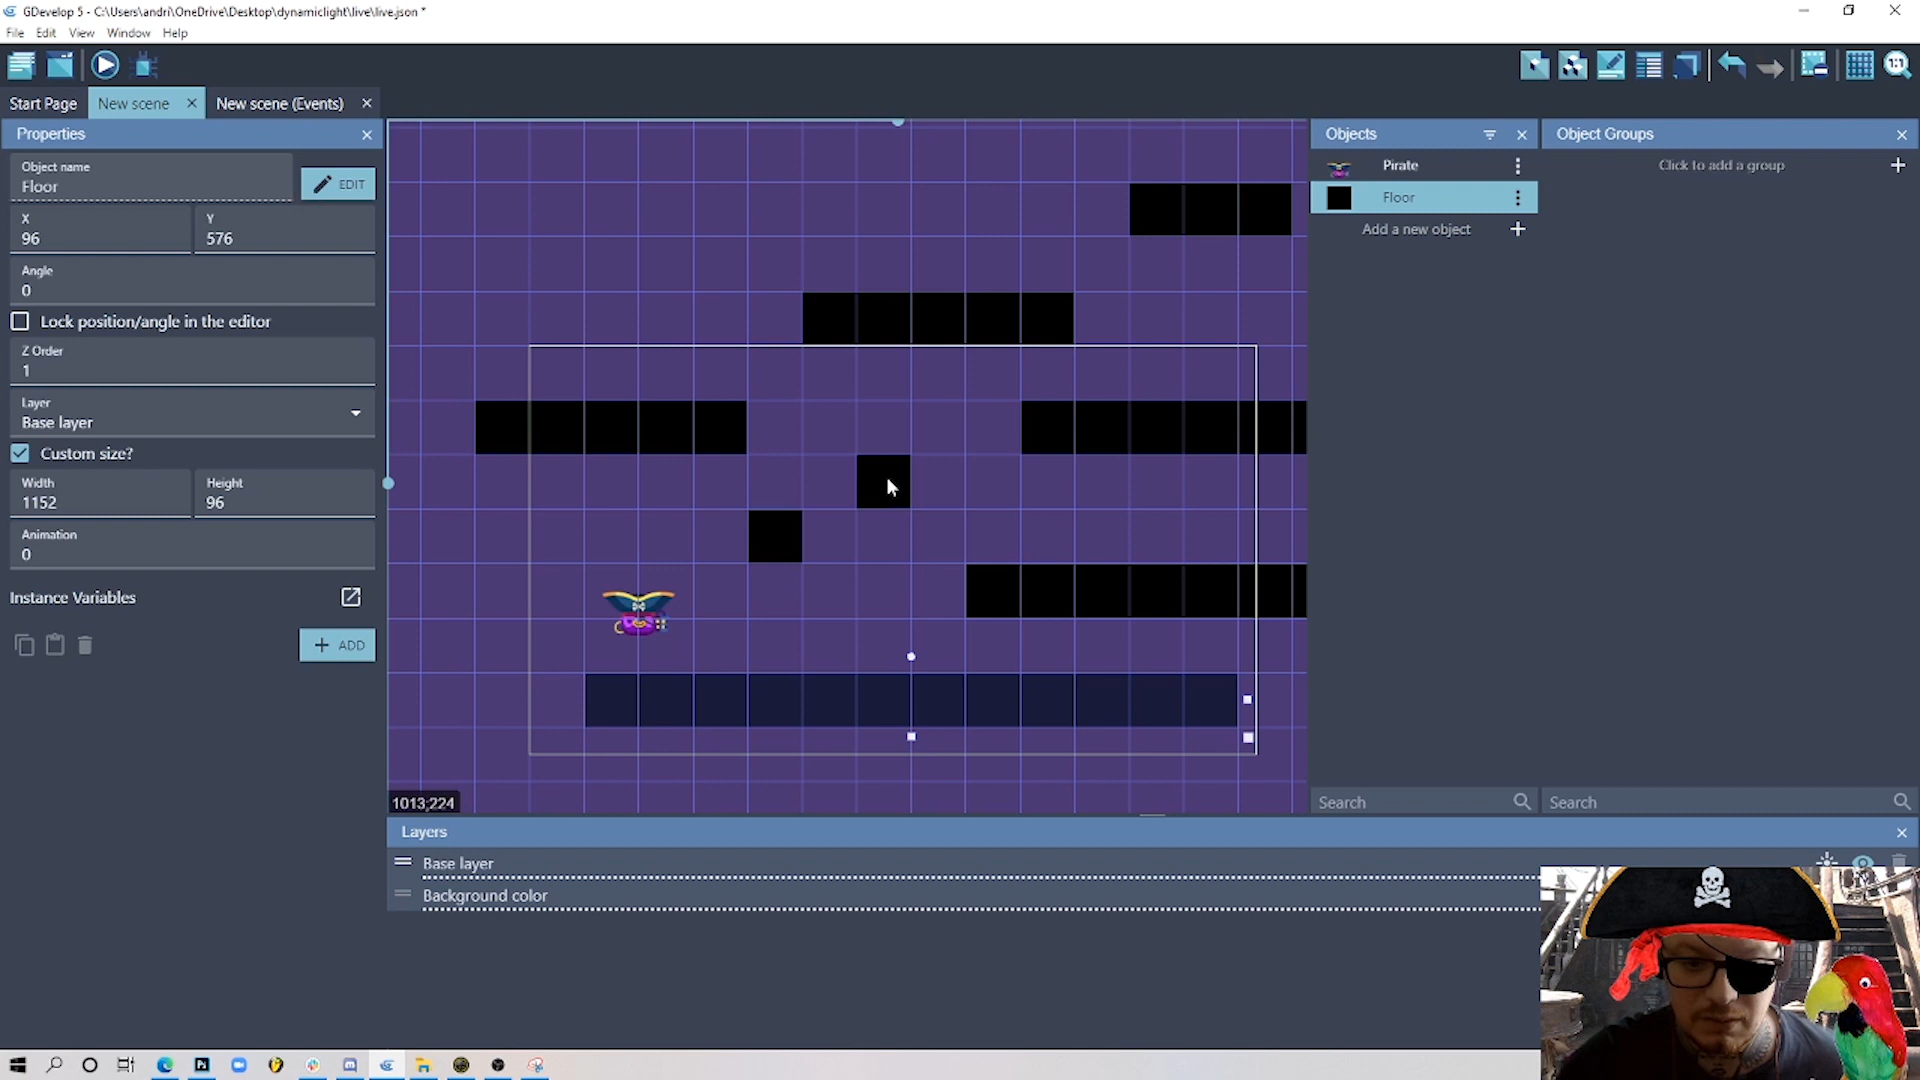 GDevelop 5 - C:\Users\andri\OneDrive\Desktop\dynamiclight\live\live.json *
File Edit View Window Help
1:1
Start Page New scene × New scene (Events) ×
Properties
Object name
Floor
EDIT
X
96
Y
576
Angle
0
Lock position/angle in the editor
Z Order
1
Layer
Base layer
Custom size?
Width
1152
Height
96
Animation
0
Instance Variables
+ ADD
1013;224
Objects
Pirate
Floor
Add a new object
Search
Object Groups
Click to add a group
Search
Layers
Base layer
Background color